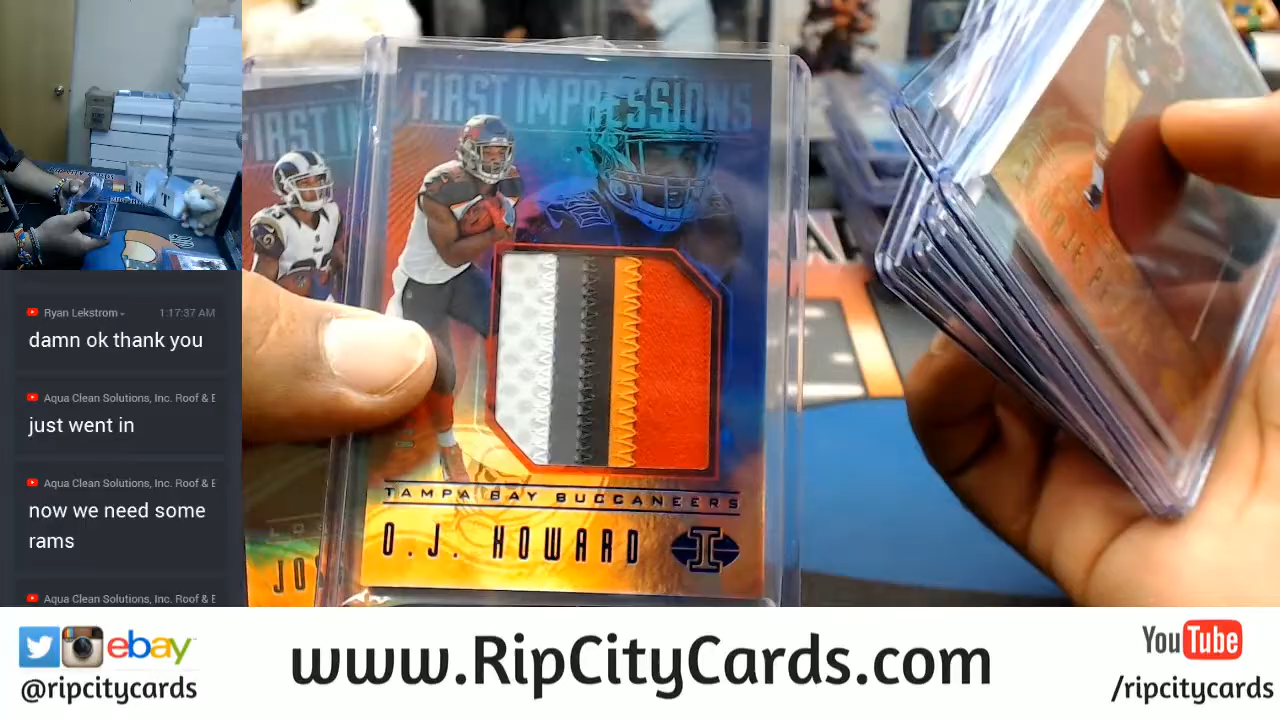 Ryan Lekstrom
1:17:37 AM
damn ok thank you
Aqua Clean Solutions, Inc. Roof & E
just went in
Aqua Clean Solutions, Inc. Roof & E
now we need some
rams
Aqua Clean Solutions, Inc. Roof & E
FIRST IMPRESSIONS
TAMPA BAY BUCCANEERS
O.J. HOWARD
I
FIRST I
JO
ebay
@ripcitycards
www.RipCityCards.com
YouTube
/ripcitycards